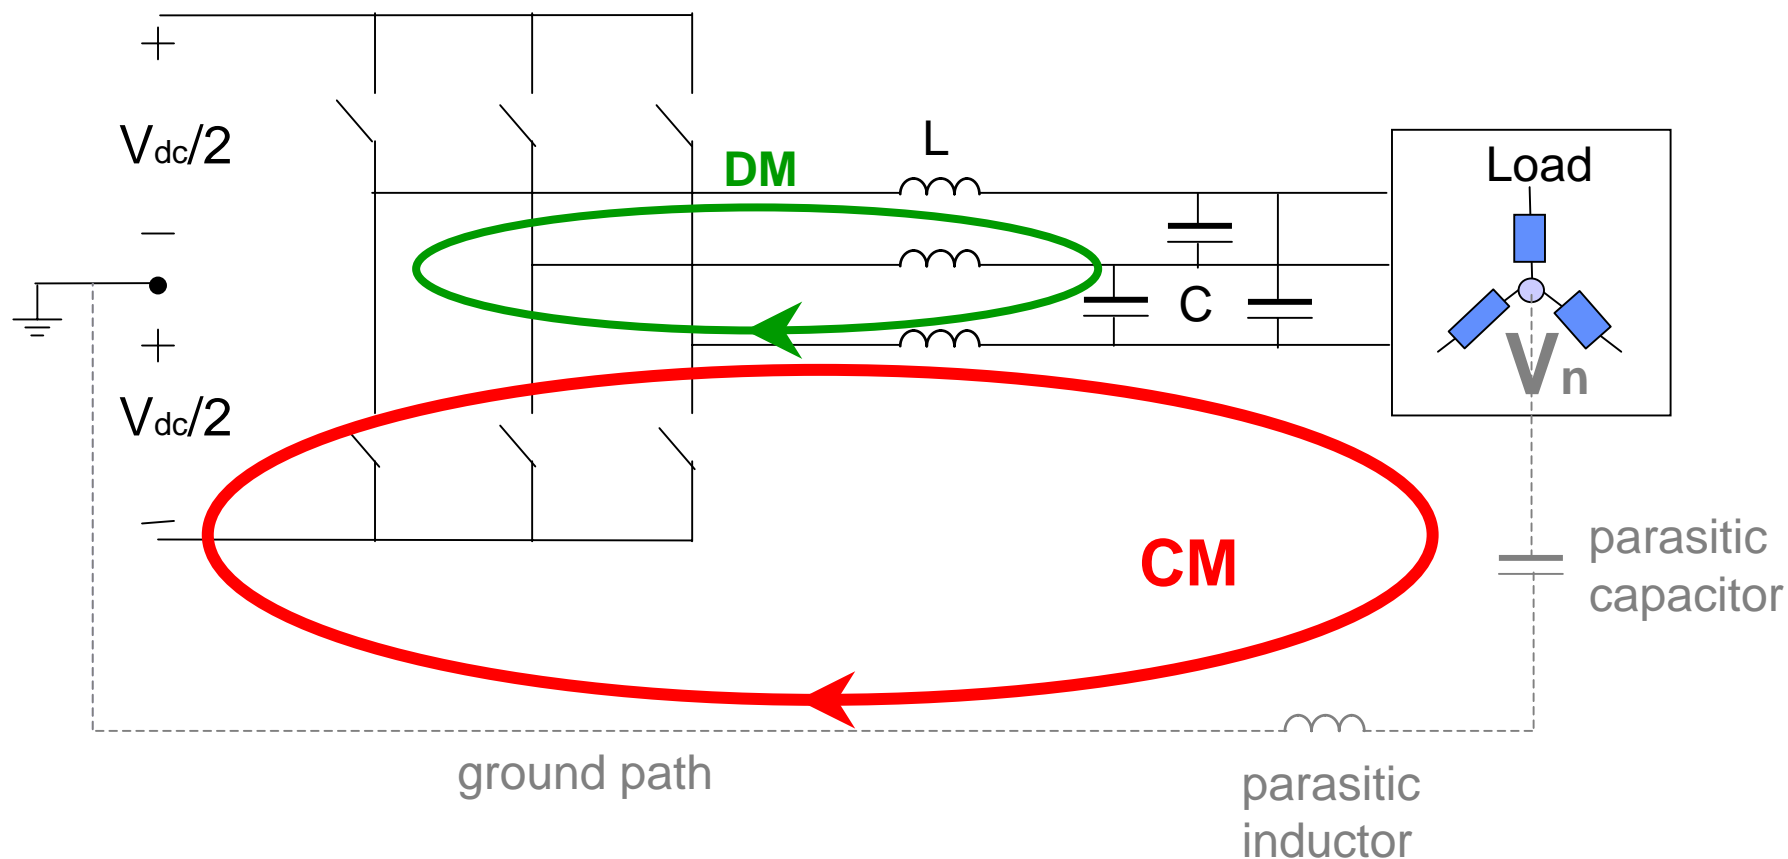 Vdc/2
DM
L
Load
C
Vn
Vdc/2
CM
parasitic
capacitor
ground path
parasitic
inductor